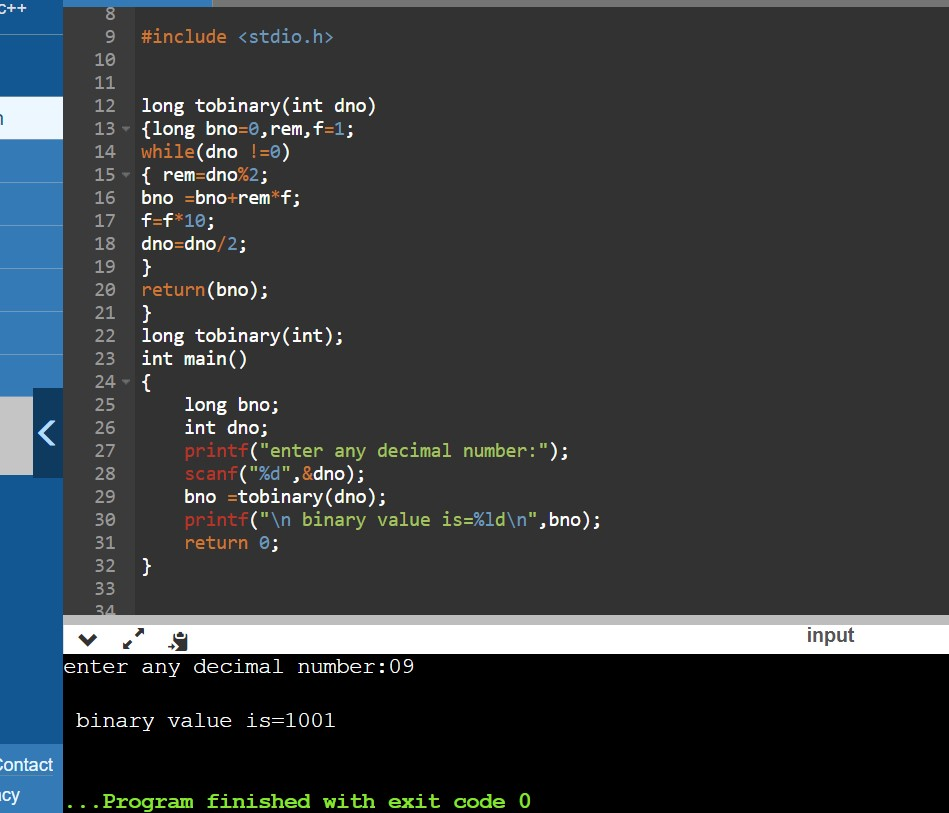 c++
8
9 #include <stdio.h>
10
11
12 long tobinary(int dno)
13 {long bno=0,rem,f=1;
14 while(dno !=0)
15 { rem=dno%2;
16 bno =bno+rem*f;
17 f=f*10;
18 dno=dno/2;
19 }
20 return(bno);
21 }
22 long tobinary(int);
23 int main()
24 {
25 long bno;
26 int dno;
27 printf("enter any decimal number:");
28 scanf("%d",&dno);
29 bno =tobinary(dno);
30 printf("\n binary value is=%ld\n",bno);
31 return 0;
32 }
33
34
input
enter any decimal number:09
binary value is=1001
Contact
cy
...Program finished with exit code 0